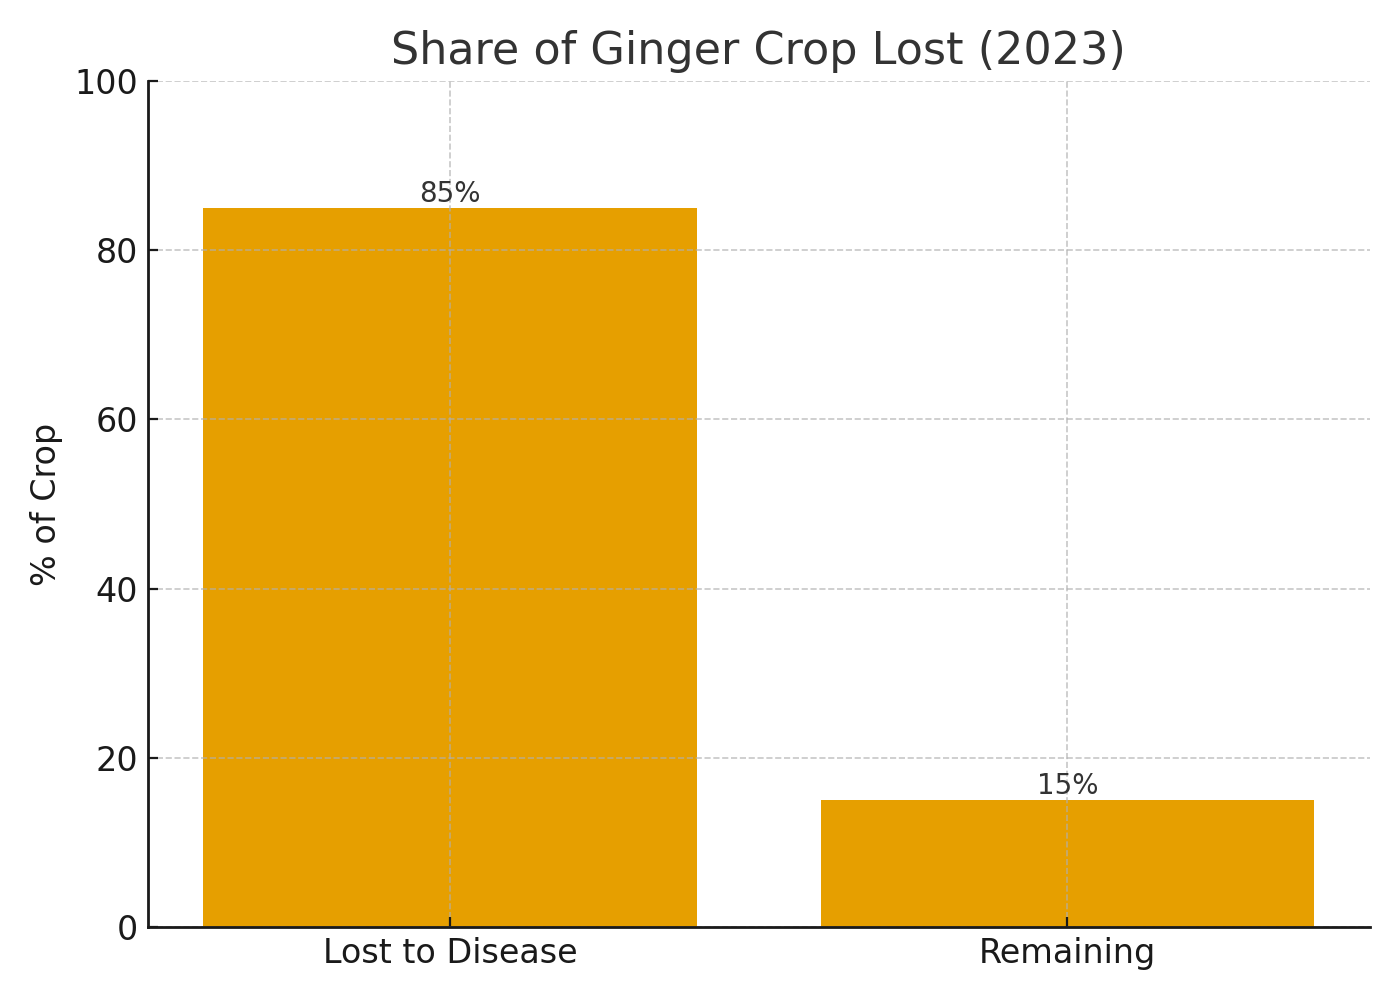 Share of Ginger Crop Lost (2023)
% of Crop
100
80
60
40
20
0
85%
15%
Lost to Disease
Remaining